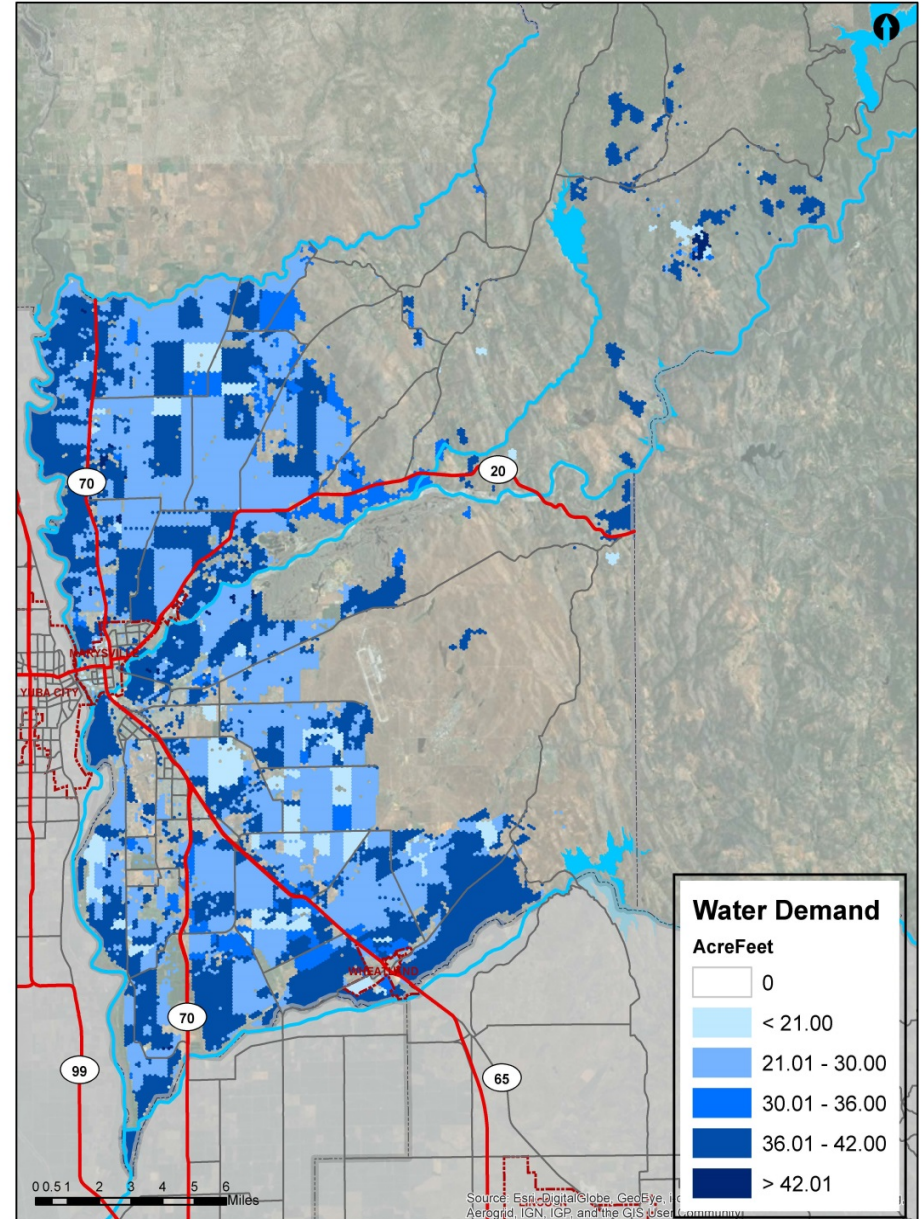 20
70
MARYSVILLE
YUBA CITY
WHEATLAND
70
99
65
Water Demand
AcreFeet
0
< 21.00
21.01 - 30.00
30.01 - 36.00
36.01 - 42.00
> 42.01
0 0.5 1 2 3 4 5 6
Miles
LINCOLN
Source: Esri, DigitalGlobe, GeoEye,
Aerogrid, IGN, IGP, and the GIS User Community